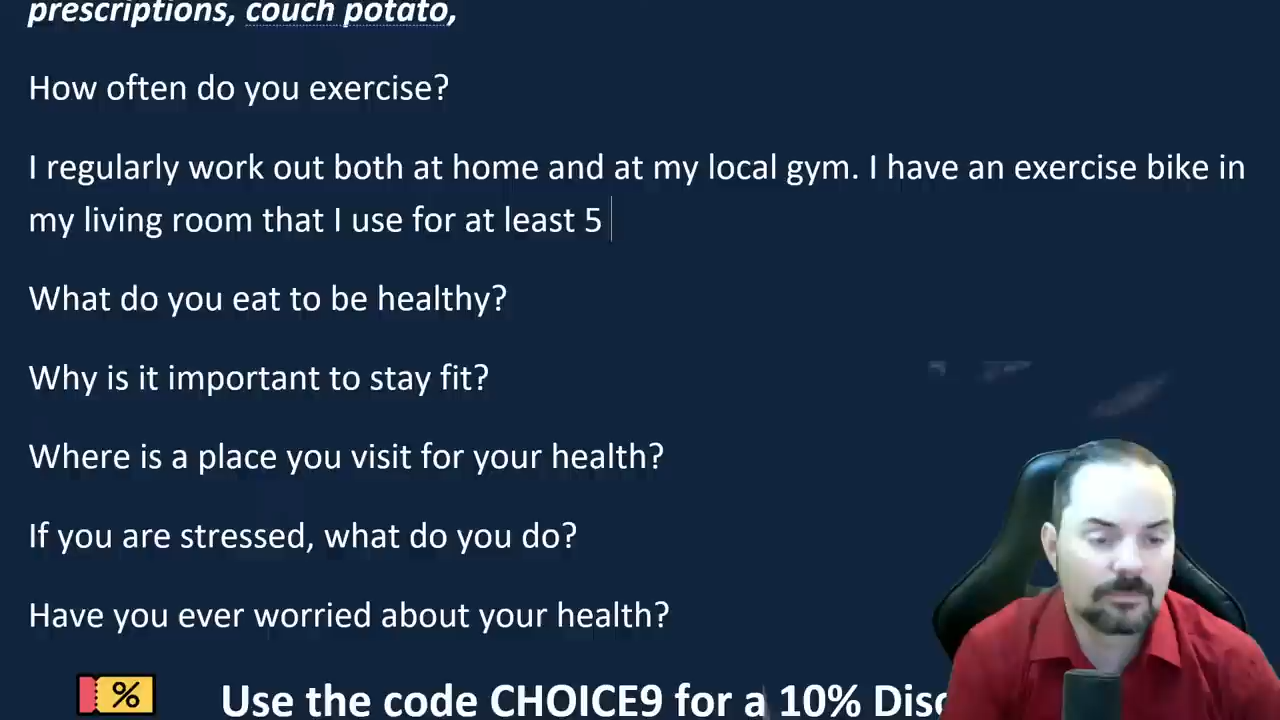 prescriptions, couch potato,
How often do you exercise?
I regularly work out both at home and at my local gym. I have an exercise bike in
my living room that I use for at least 5
What do you eat to be healthy?
Why is it important to stay fit?
Where is a place you visit for your health?
If you are stressed, what do you do?
Have you ever worried about your health?
% Use the code CHOICE9 for a 10%